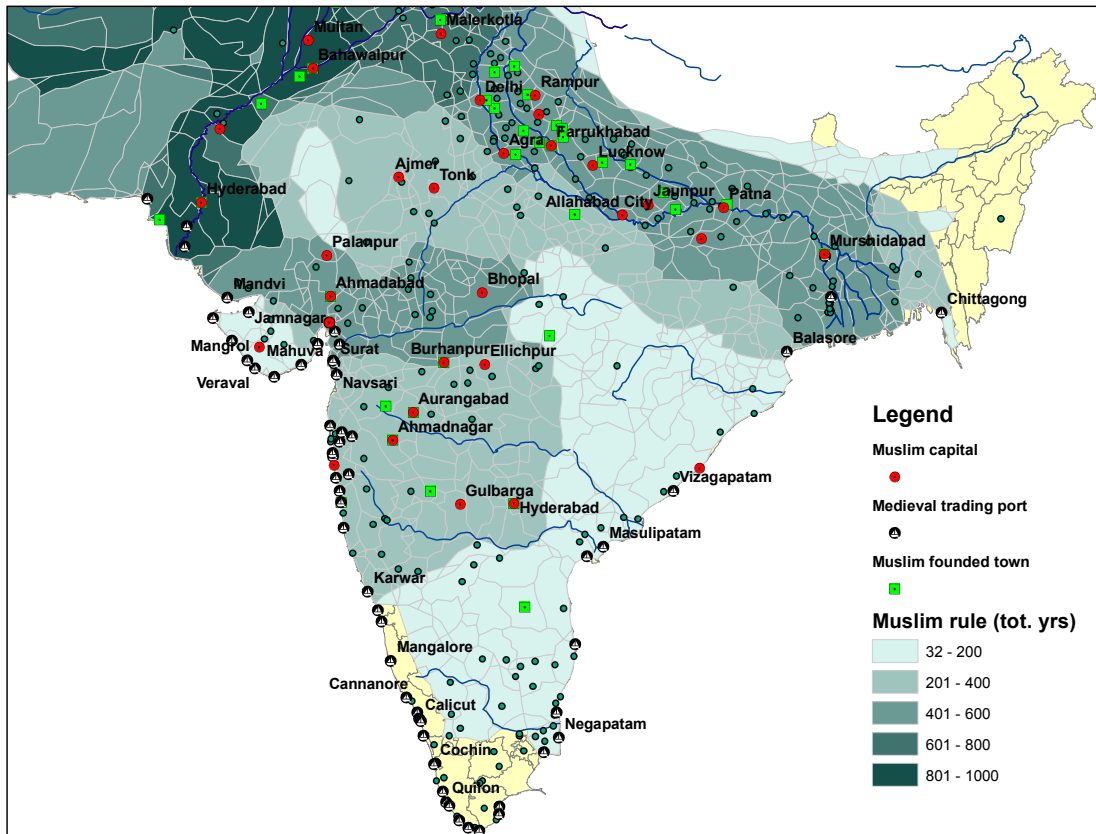 Malerkotla
Multan
Bahawalpur
Delhi
Rampur
Farrukhabad
Agra
Lucknow
Ajmer
Tonk
Jaunpur
Hyderabad
Allahabad City
Patna
Palanpur
Murshidabad
Mandvi
Ahmadabad
Bhopal
Chittagong
Jamnagar
Balasore
Mangrol
Mahuva
Surat
Burhanpur
Ellichpur
Veraval
Navsari
Aurangabad
Ahmadnagar
Vizagapatam
Gulbarga
Hyderabad
Masulipatam
Karwar
Mangalore
Cannanore
Calicut
Negapatam
Cochin
Quilon
Legend
Muslim capital
Medieval trading port
Muslim founded town
Muslim rule (tot. yrs)
32 - 200
201 - 400
401 - 600
601 - 800
801 - 1000